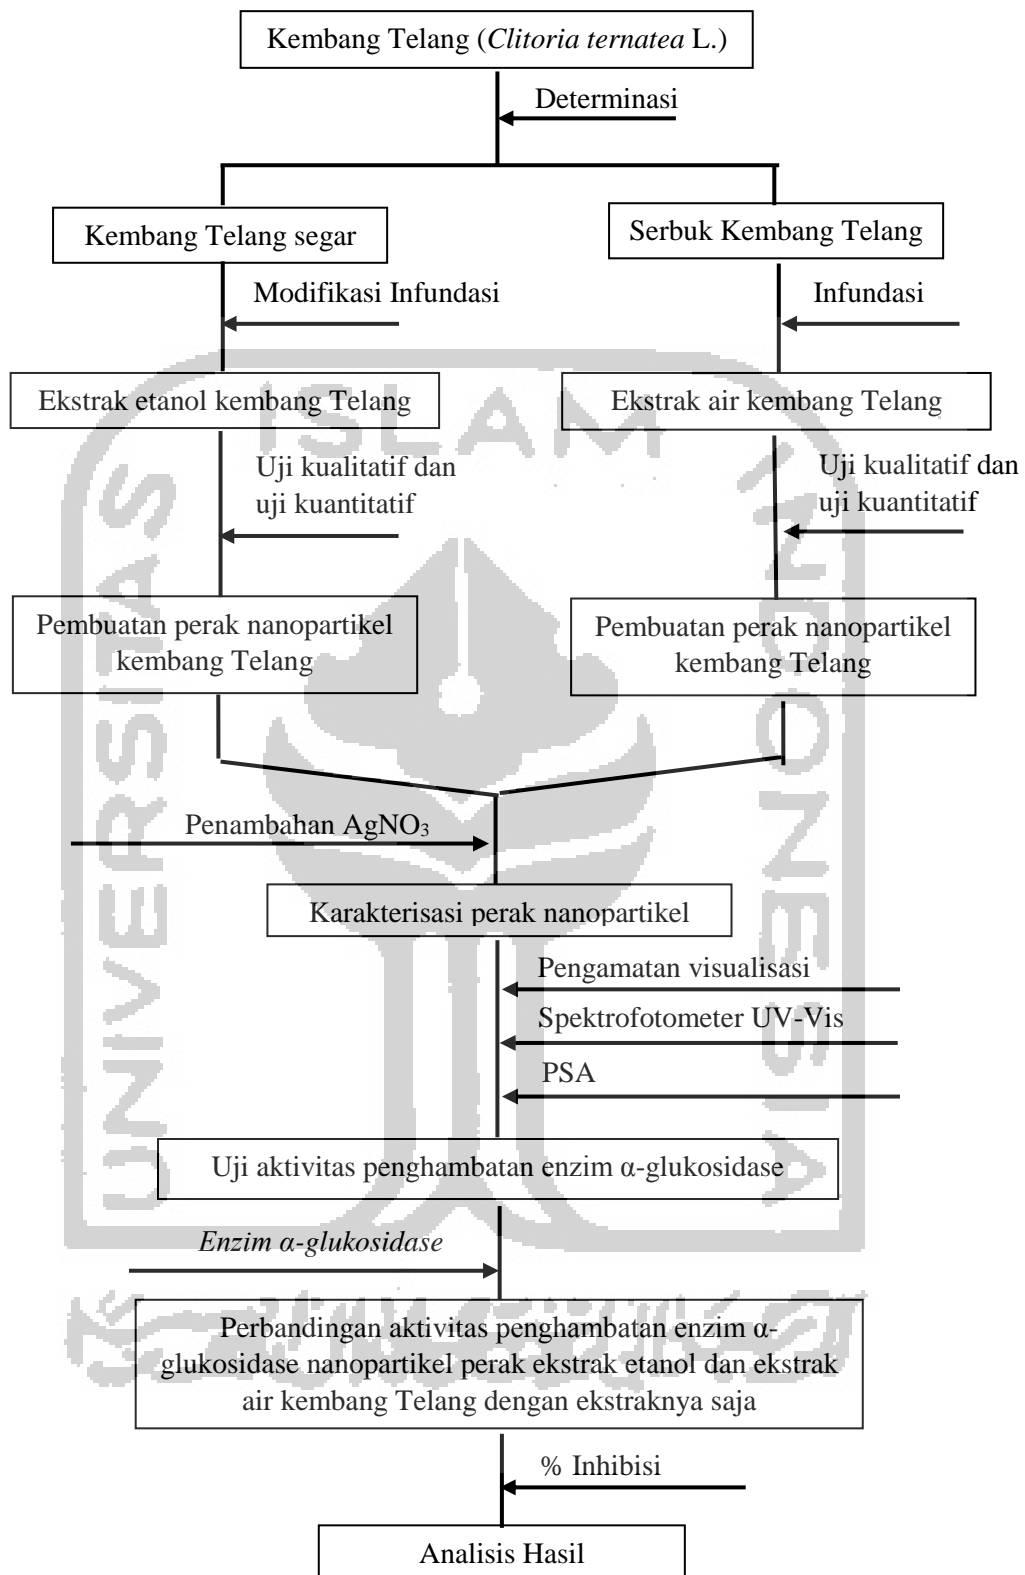 Kembang Telang (Clitoria ternatea L.)
Determinasi
Kembang Telang segar
Serbuk Kembang Telang
Modifikasi Infundasi
Infundasi
Ekstrak etanol kembang Telang
Ekstrak air kembang Telang
Uji kualitatif dan
uji kuantitatif
Uji kualitatif dan
uji kuantitatif
Pembuatan perak nanopartikel
kembang Telang
Pembuatan perak nanopartikel
kembang Telang
Penambahan AgNO₃
Karakterisasi perak nanopartikel
Pengamatan visualisasi
Spektrofotometer UV-Vis
PSA
Uji aktivitas penghambatan enzim α-glukosidase
Enzim α-glukosidase
Perbandingan aktivitas penghambatan enzim α-
glukosidase nanopartikel perak ekstrak etanol dan ekstrak
air kembang Telang dengan ekstraknya saja
% Inhibisi
Analisis Hasil
UNIVERSITAS
ISLAM
INDONESIA